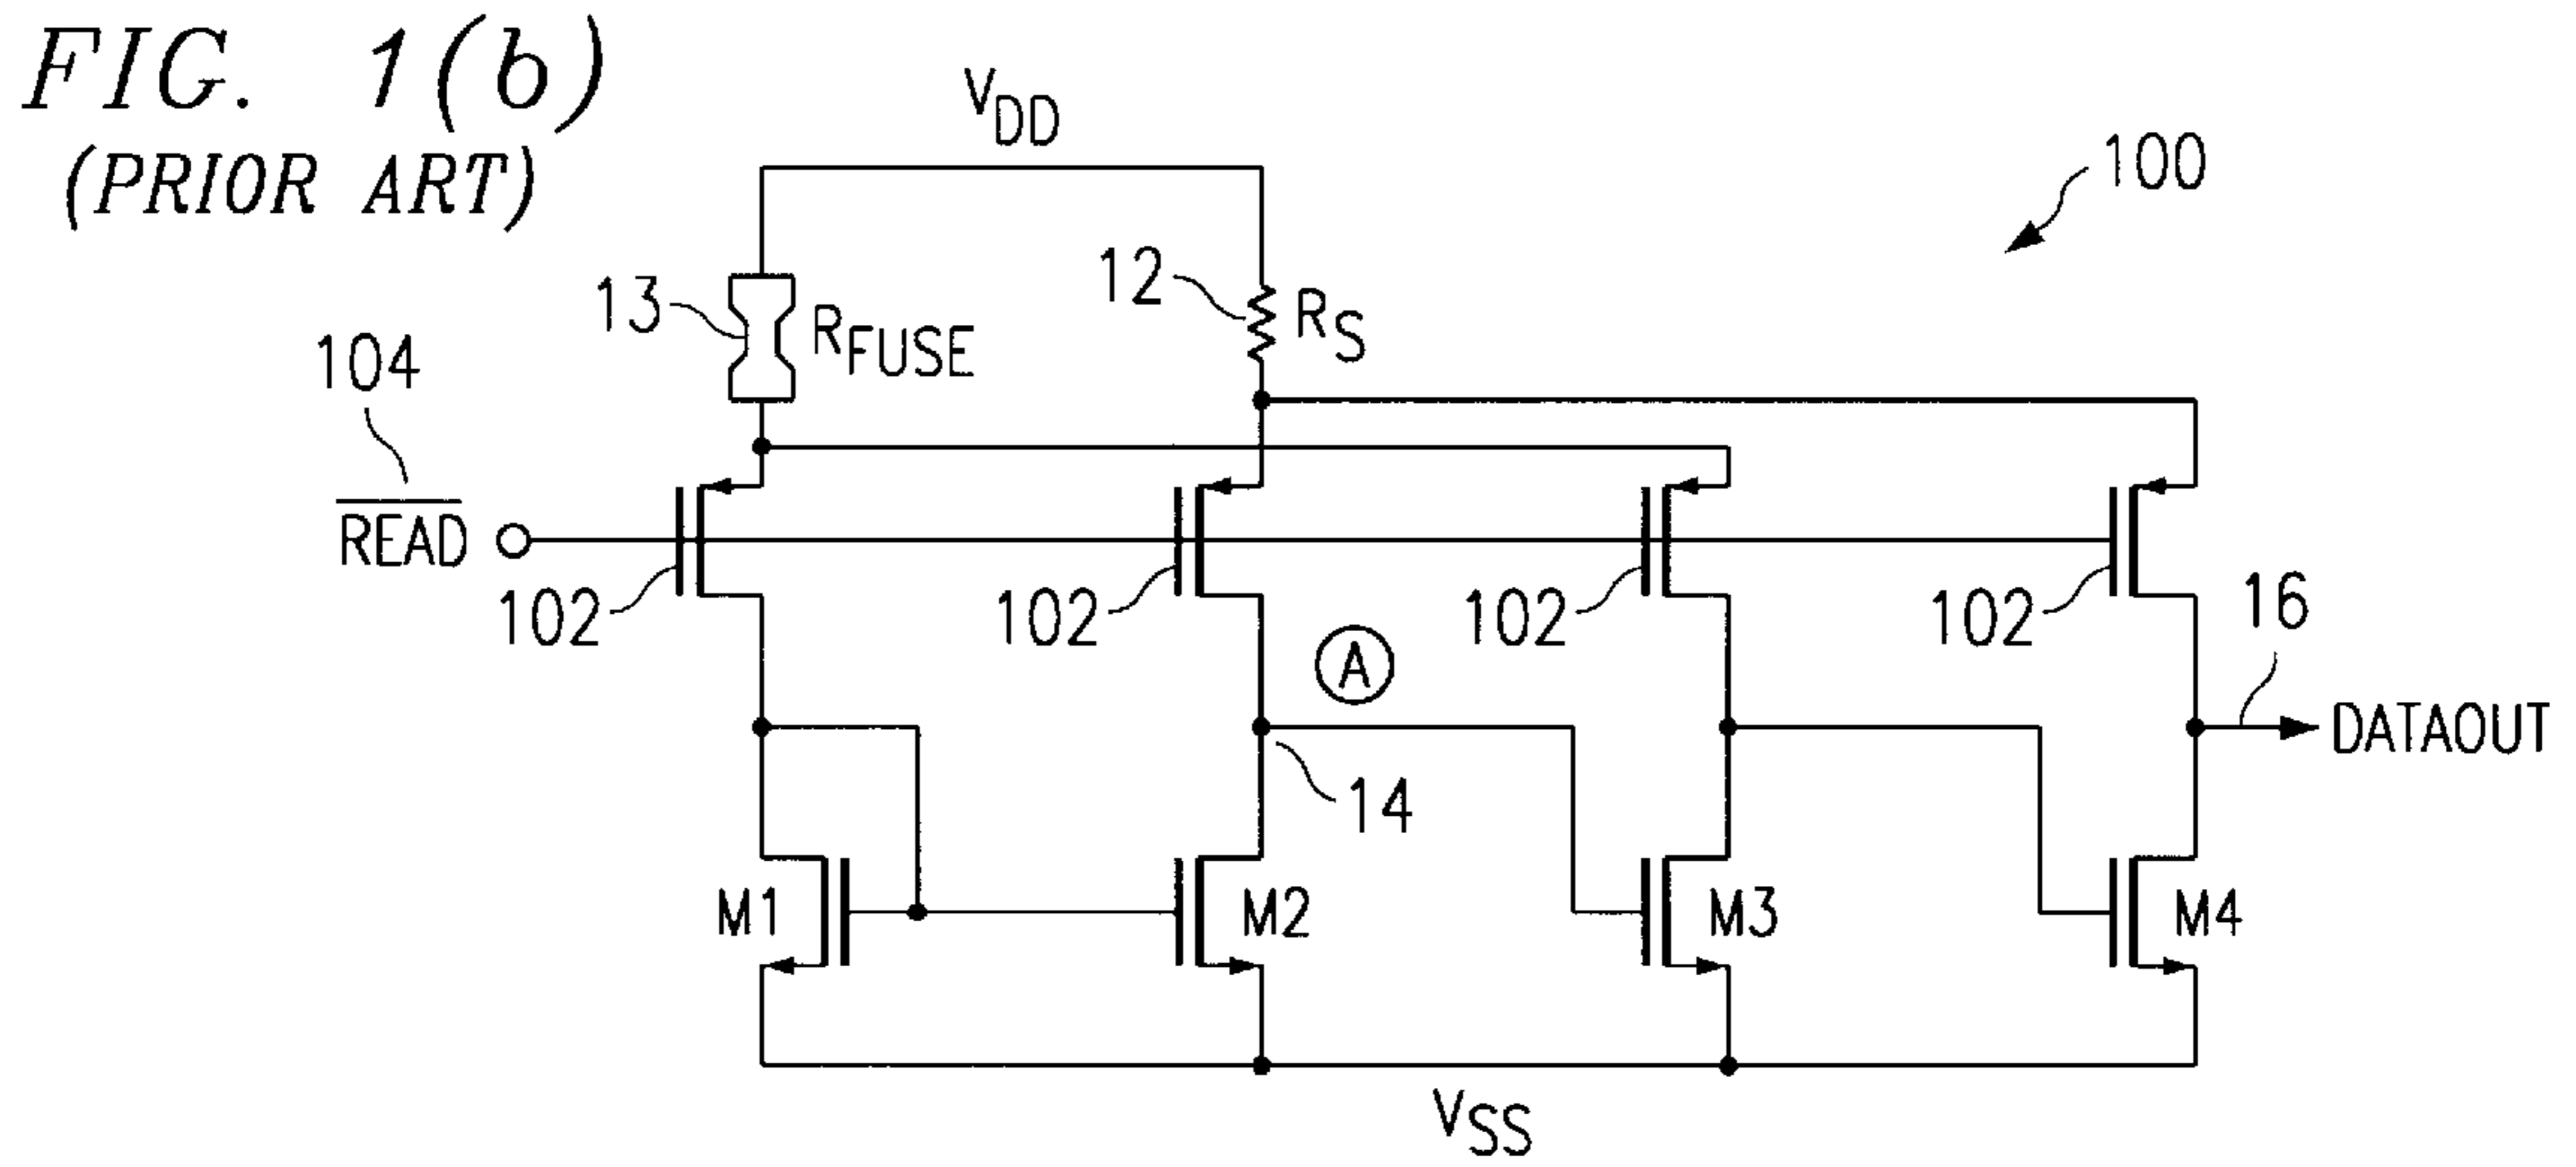 FIG. 1(b)
(PRIOR ART)
VDD
100
13
RFUSE
12
RS
104
READ
102
102
102
102
16
A
DATAOUT
14
M1
M2
M3
M4
VSS